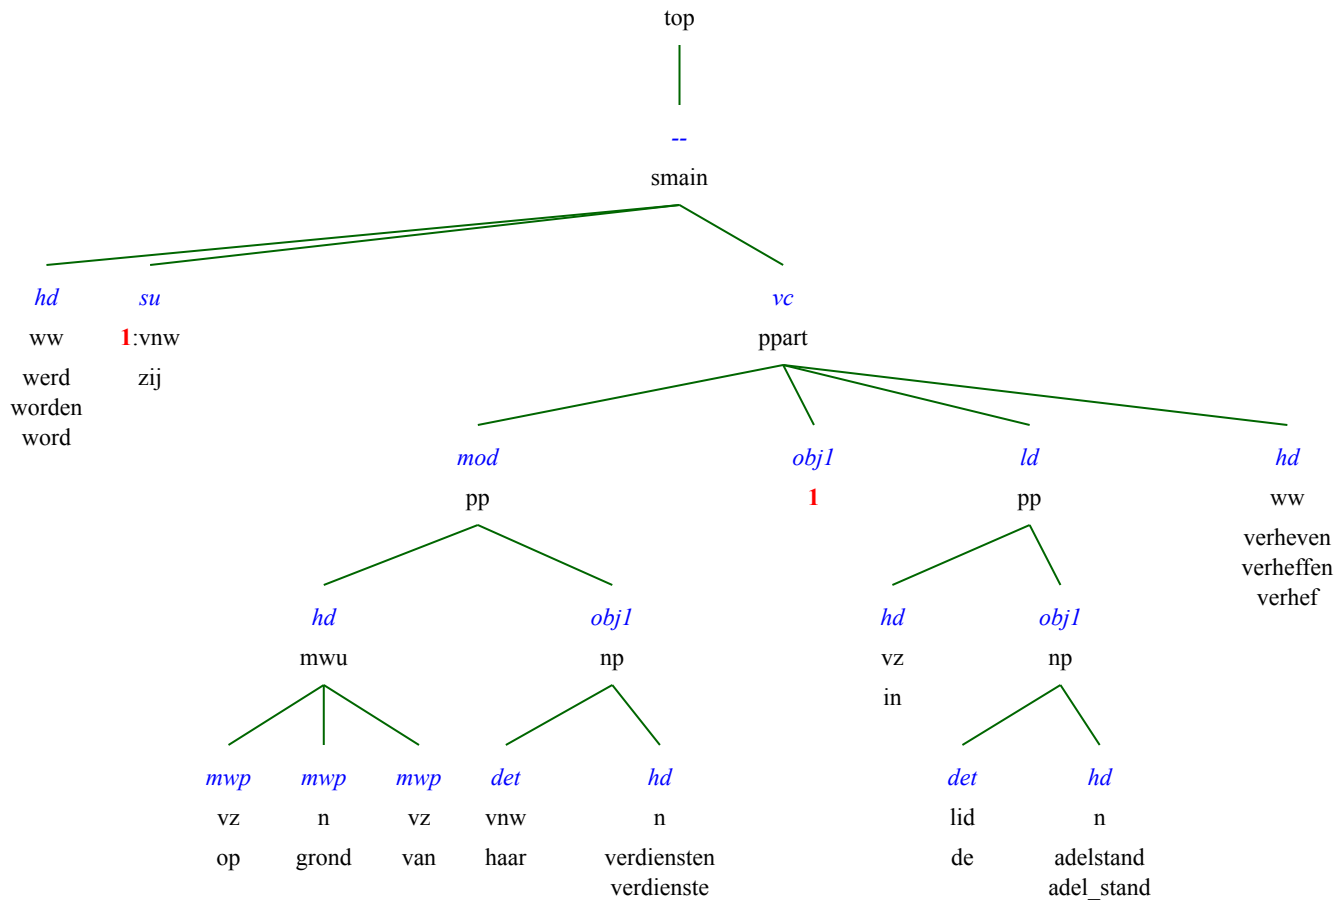 top
--
smain
hd su vc
ww 1:vnw ppart
werd zij
worden
word
mod obj1 ld hd
pp 1 pp ww
verheven
verheffen
verhef
hd obj1 hd obj1
mwu np vz np
in
mwp mwp mwp det hd det hd
vz n vz vnw n lid n
op grond van haar verdiensten de adelstand
verdienste adel_stand